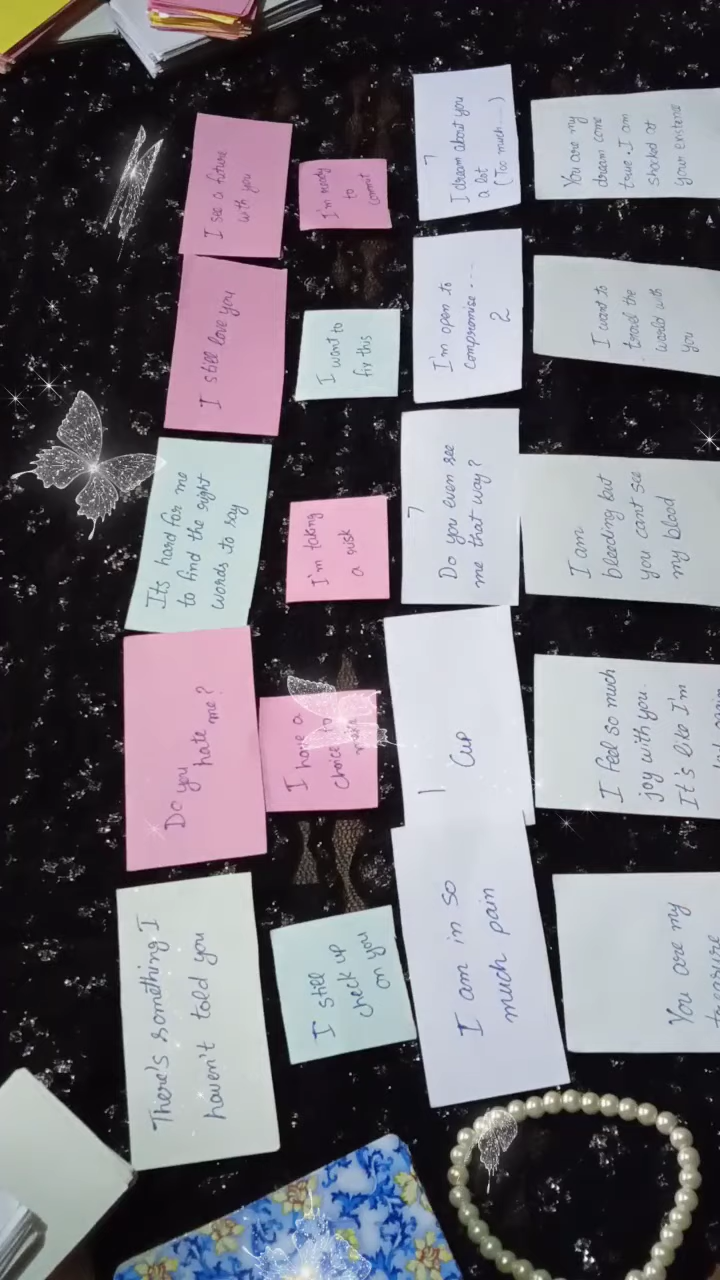 There's something I
haven't told you
Do you
hate me?
Its hard for me
to find the right
words to say
I still love you
I see a future
with you
I still
check up
on you
I have a
choice to
make
I'm taking
a risk
I want to
fix this
I'm ready
to
commit
I am in so
much pain
1
Cup
7
Do you even see
me that way?
I'm open to
compromise....
2
7
I dream about you
a lot
(Too much....)
You are my
treasure
I feel so much
joy with you.
It's like I'm
I am
bleeding but
you cant see
my blood
I want to
travel the
world with
you
You are my
dream come
true. I am
shocked at
your existence